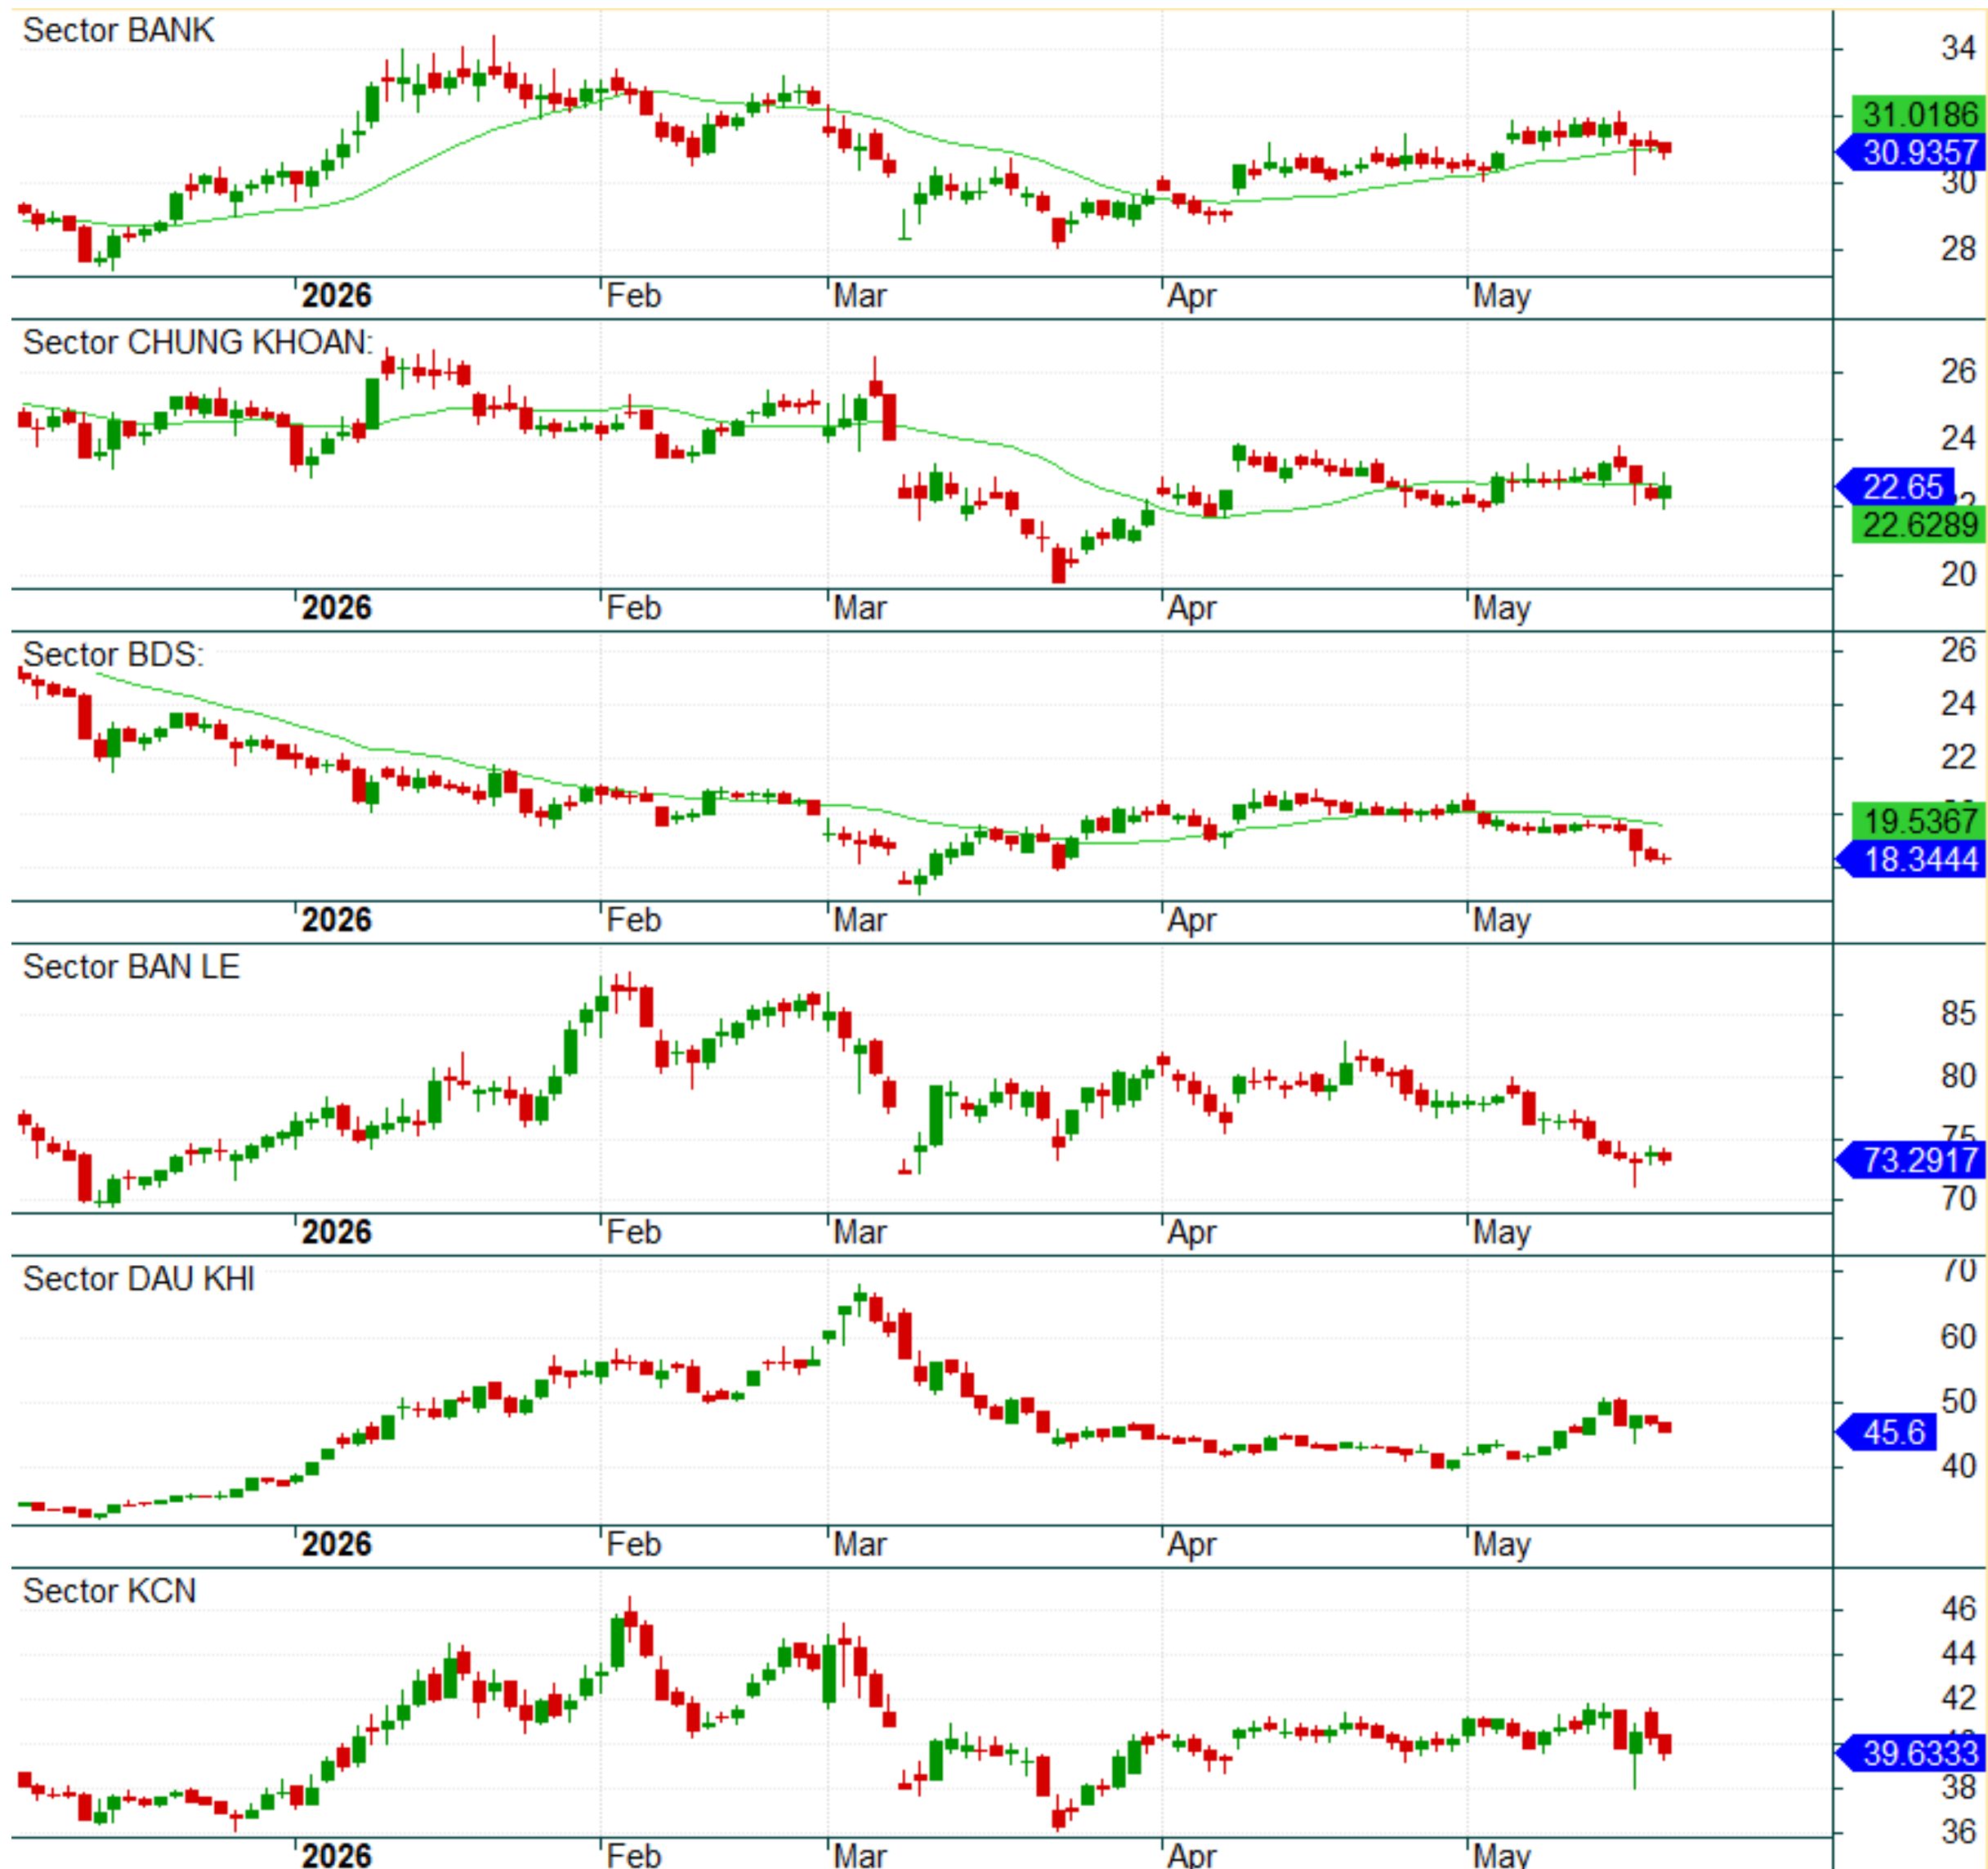 Sector BANK
34
31.0186
30.9357
30
28
2026 Feb Mar Apr May
Sector CHUNG KHOAN:
26
24
22.65
22.6289
20
2026 Feb Mar Apr May
Sector BDS:
26
24
22
19.5367
18.3444
2026 Feb Mar Apr May
Sector BAN LE
85
80
75
73.2917
70
2026 Feb Mar Apr May
Sector DAU KHI
70
60
50
45.6
40
2026 Feb Mar Apr May
Sector KCN
46
44
42
39.6333
38
36
2026 Feb Mar Apr May